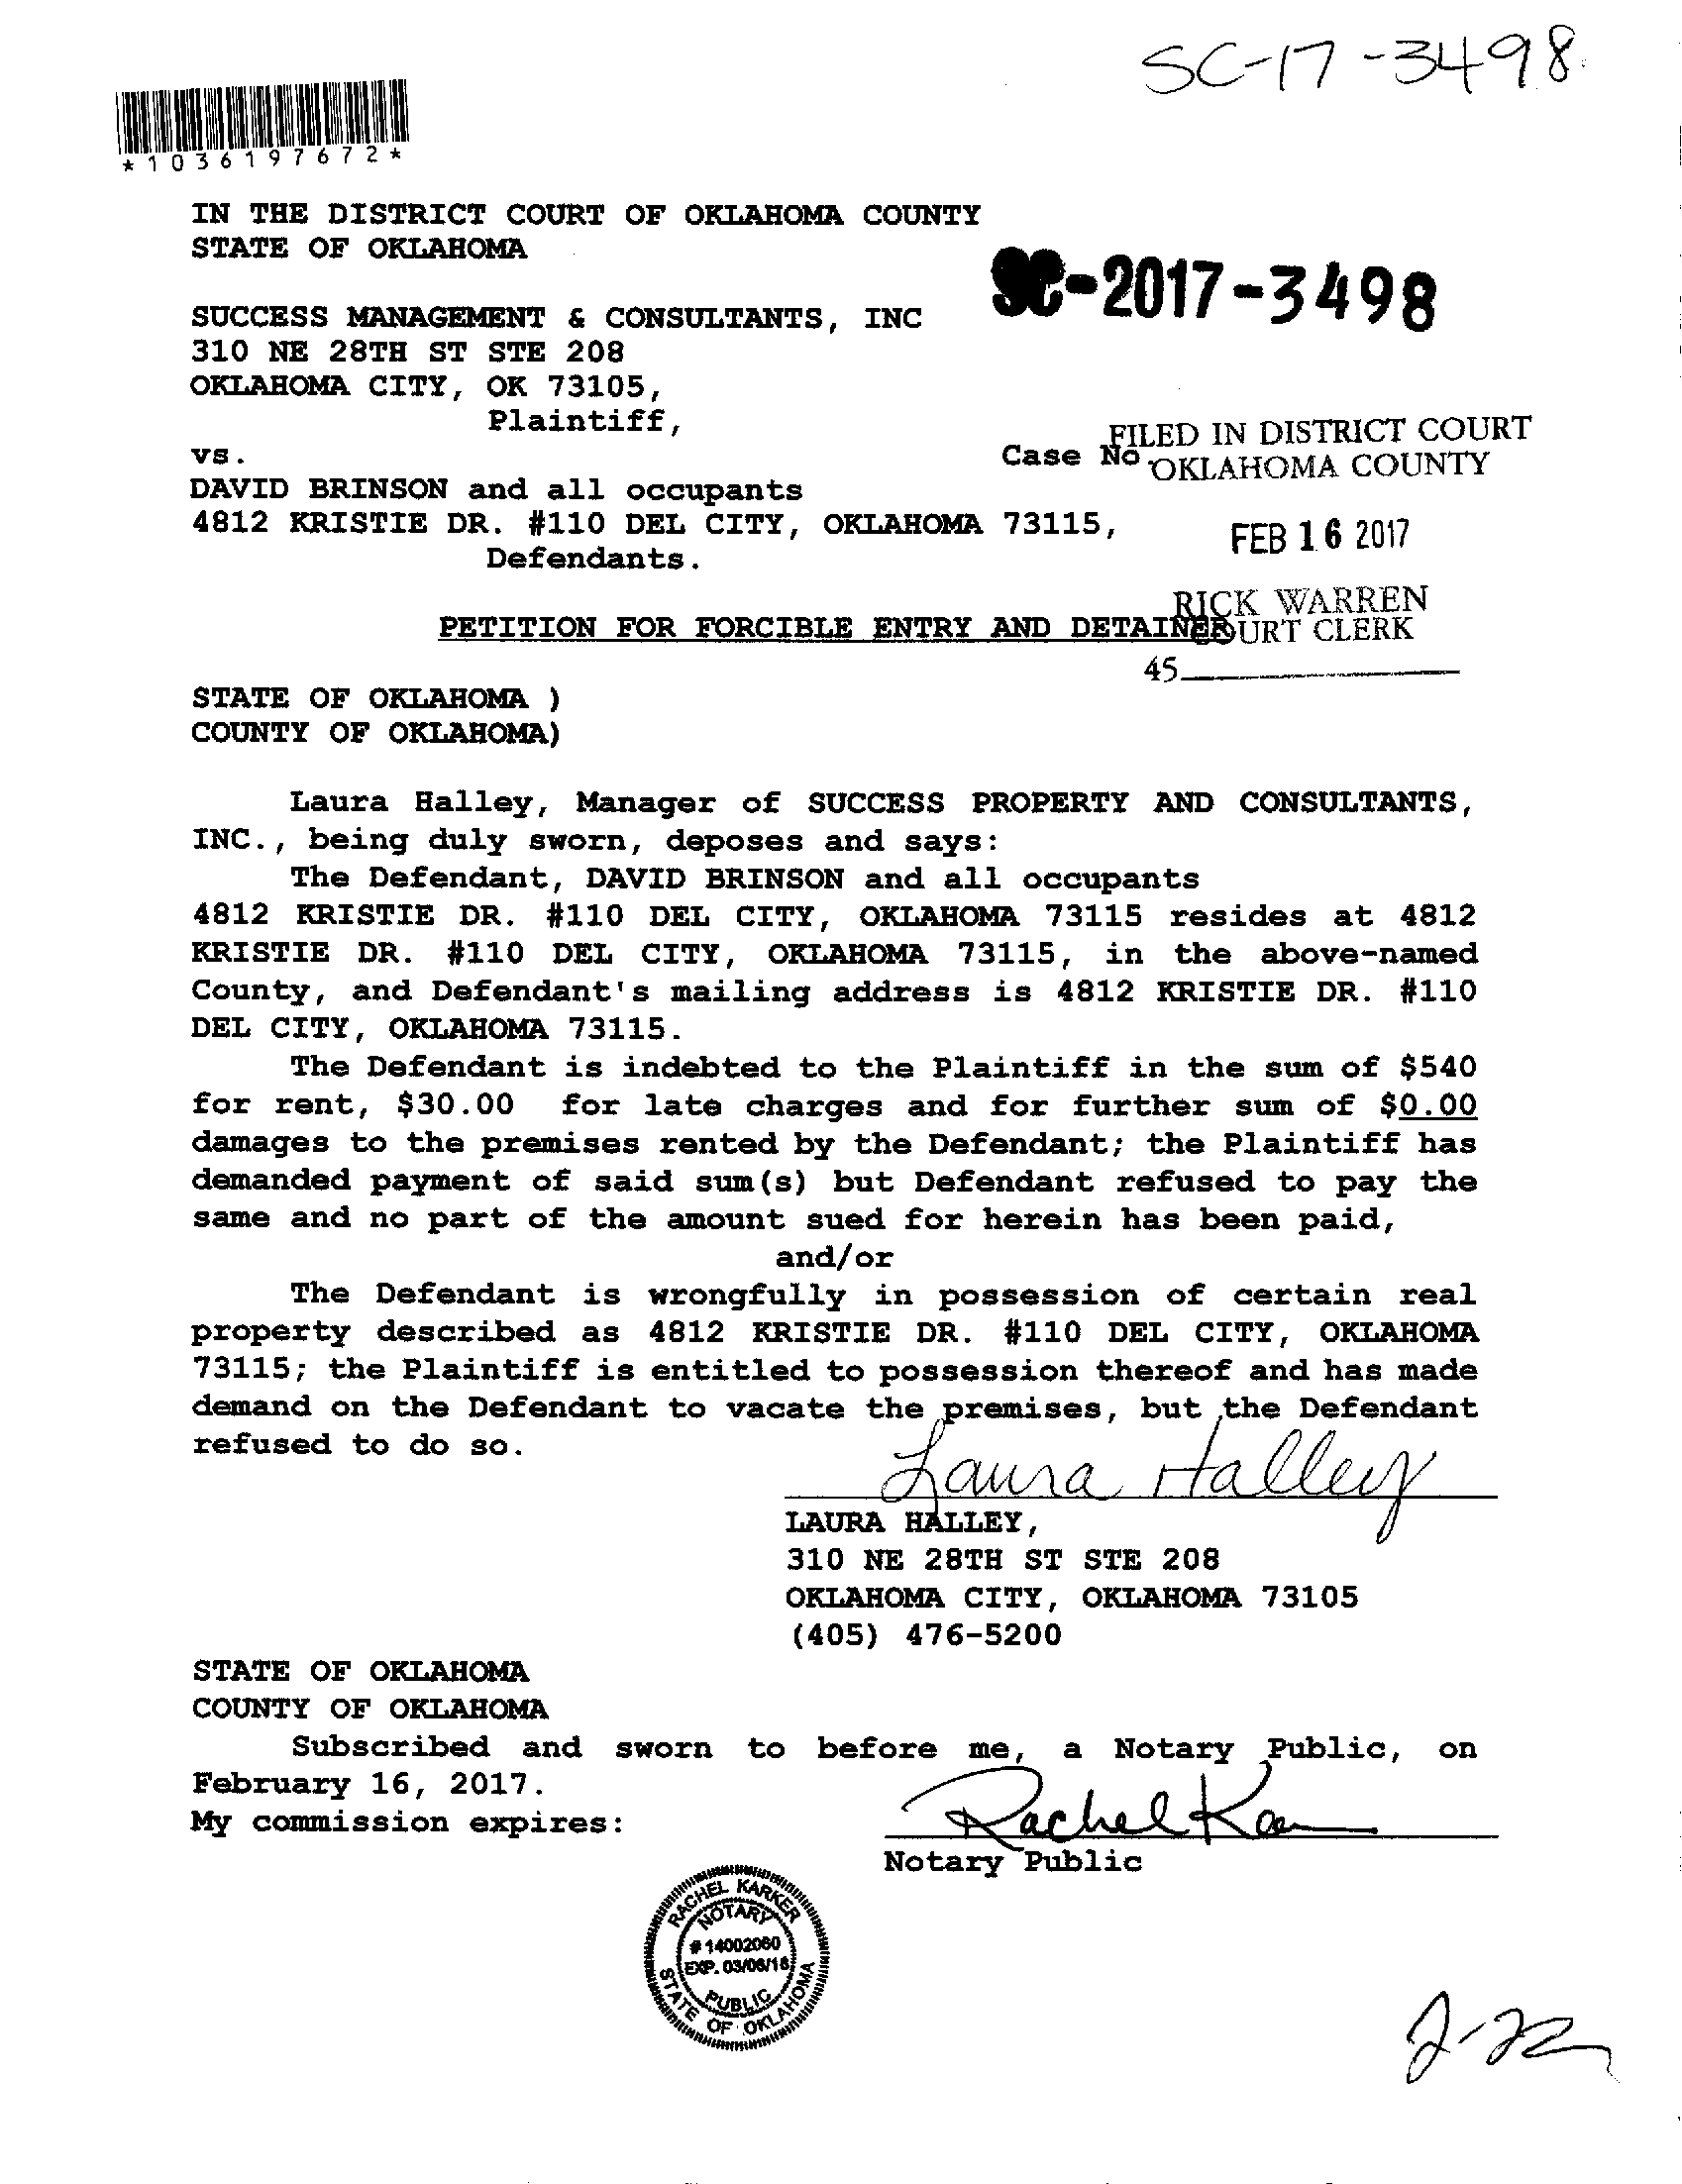 SC-17-3498
*1036197672*
IN THE DISTRICT COURT OF OKLAHOMA COUNTY
STATE OF OKLAHOMA
SC-2017-3498
SUCCESS MANAGEMENT & CONSULTANTS, INC
310 NE 28TH ST STE 208
OKLAHOMA CITY, OK 73105,
Plaintiff,
FILED IN DISTRICT COURT
vs.
Case No
OKLAHOMA COUNTY
DAVID BRINSON and all occupants
4812 KRISTIE DR. #110 DEL CITY, OKLAHOMA 73115,
FEB 16 2017
Defendants.
RICK WARREN
PETITION FOR FORCIBLE ENTRY AND DETAINER
COURT CLERK
45
STATE OF OKLAHOMA )
COUNTY OF OKLAHOMA)
Laura Halley, Manager of SUCCESS PROPERTY AND CONSULTANTS,
INC., being duly sworn, deposes and says:
The Defendant, DAVID BRINSON and all occupants
4812 KRISTIE DR. #110 DEL CITY, OKLAHOMA 73115 resides at 4812
KRISTIE DR. #110 DEL CITY, OKLAHOMA 73115, in the above-named
County, and Defendant's mailing address is 4812 KRISTIE DR. #110
DEL CITY, OKLAHOMA 73115.
The Defendant is indebted to the Plaintiff in the sum of $540
for rent, $30.00 for late charges and for further sum of $0.00
damages to the premises rented by the Defendant; the Plaintiff has
demanded payment of said sum(s) but Defendant refused to pay the
same and no part of the amount sued for herein has been paid,
and/or
The Defendant is wrongfully in possession of certain real
property described as 4812 KRISTIE DR. #110 DEL CITY, OKLAHOMA
73115; the Plaintiff is entitled to possession thereof and has made
demand on the Defendant to vacate the premises, but the Defendant
refused to do so.
Laura Halley
LAURA HALLEY,
310 NE 28TH ST STE 208
OKLAHOMA CITY, OKLAHOMA 73105
(405) 476-5200
STATE OF OKLAHOMA
COUNTY OF OKLAHOMA
Subscribed and sworn to before me, a Notary Public, on
February 16, 2017.
My commission expires:
Rachel
Notary Public
RACHEL KARKER
NOTARY
# 14002060
EXP. 03/06/18
PUBLIC
STATE OF OKLAHOMA
2-22